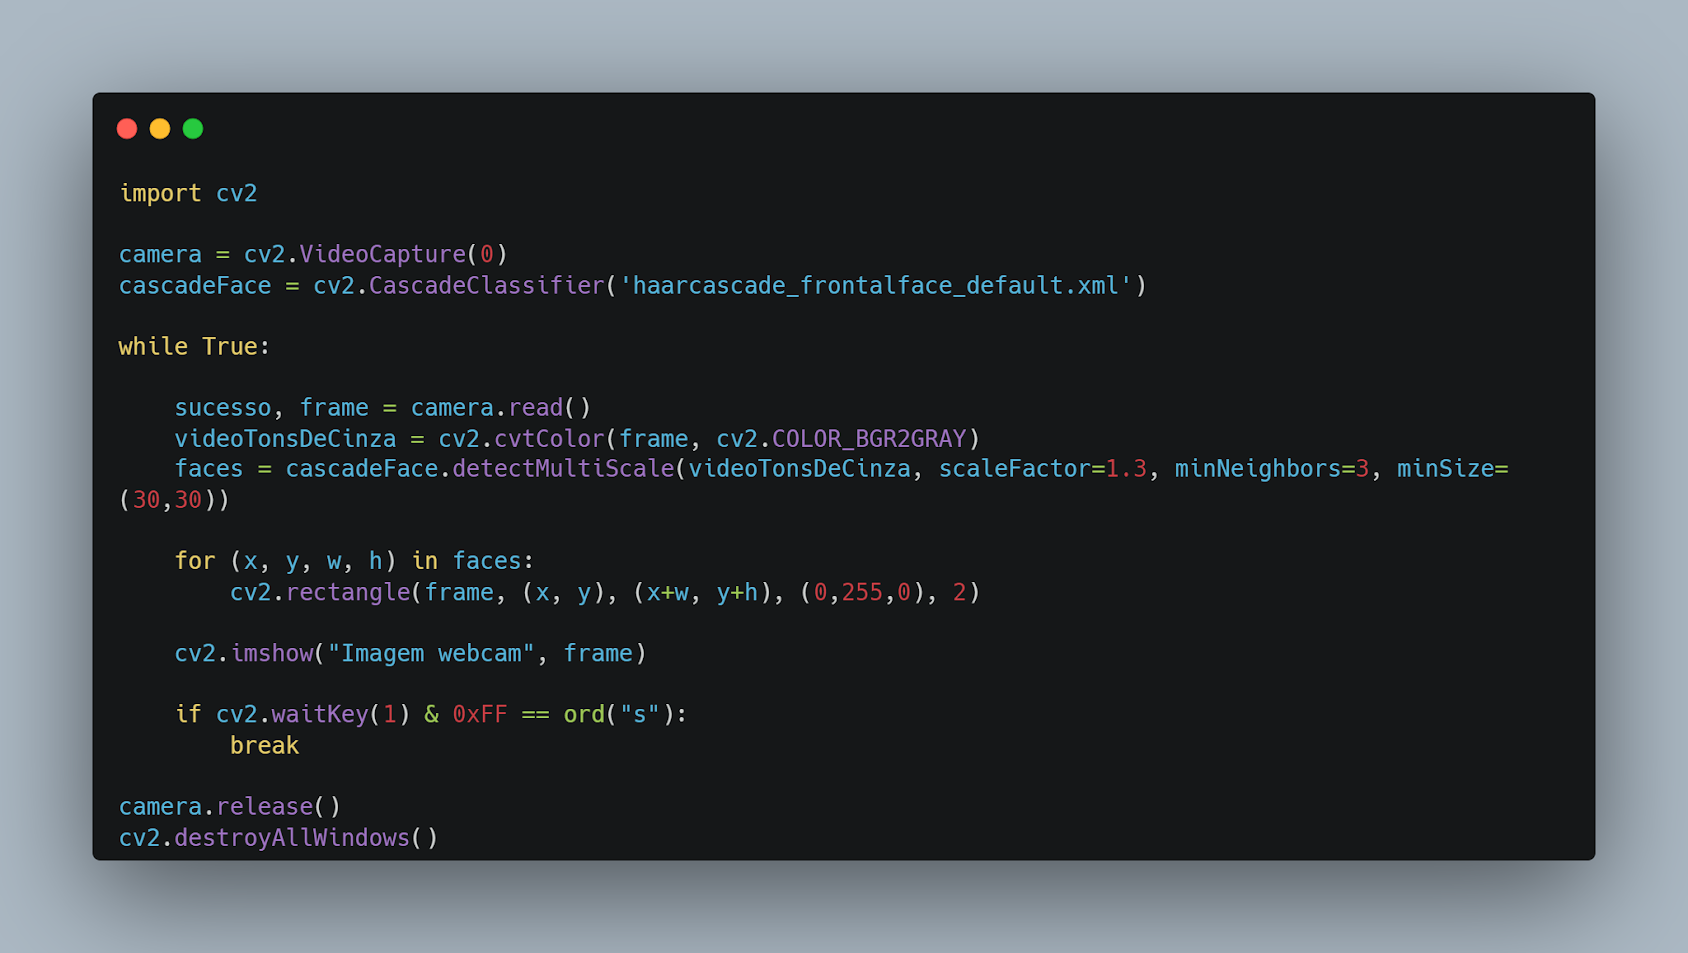 import cv2

camera = cv2.VideoCapture(0)
cascadeFace = cv2.CascadeClassifier('haarcascade_frontalface_default.xml')

while True:

    sucesso, frame = camera.read()
    videoTonsDeCinza = cv2.cvtColor(frame, cv2.COLOR_BGR2GRAY)
    faces = cascadeFace.detectMultiScale(videoTonsDeCinza, scaleFactor=1.3, minNeighbors=3, minSize=
(30,30))

    for (x, y, w, h) in faces:
        cv2.rectangle(frame, (x, y), (x+w, y+h), (0,255,0), 2)

    cv2.imshow("Imagem webcam", frame)

    if cv2.waitKey(1) & 0xFF == ord("s"):
        break

camera.release()
cv2.destroyAllWindows()